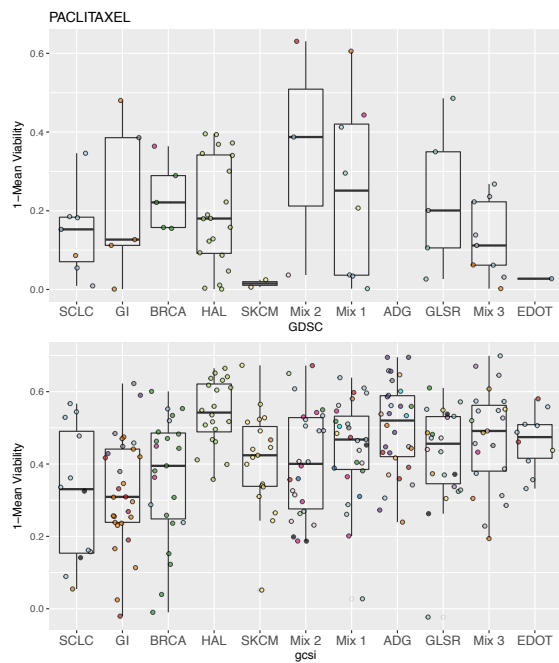 PACLITAXEL
1-Mean Viability
0.6
0.4
0.2
0.0
SCLC GI BRCA HAL SKCM Mix 2 Mix 1 ADG GLSR Mix 3 EDOT
GDSC
1-Mean Viability
0.6
0.4
0.2
0.0
SCLC GI BRCA HAL SKCM Mix 2 Mix 1 ADG GLSR Mix 3 EDOT
gcsi